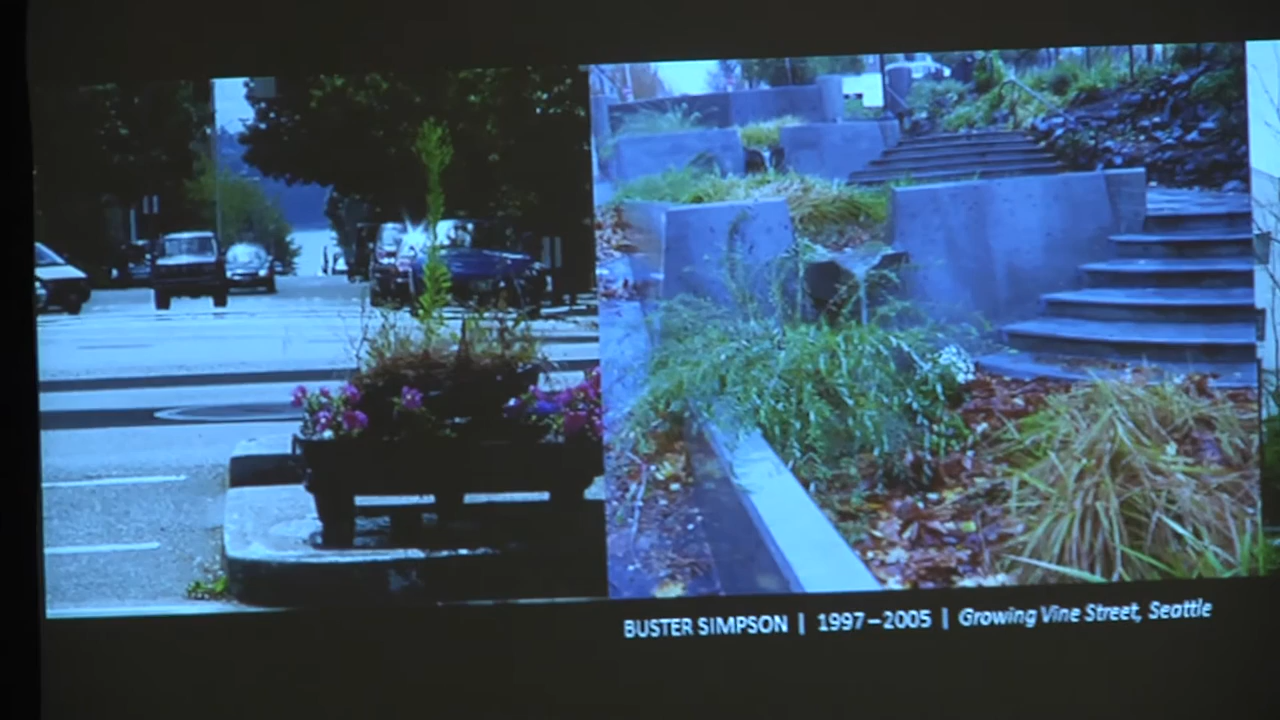 BUSTER SIMPSON | 1997–2005 | Growing Vine Street, Seattle